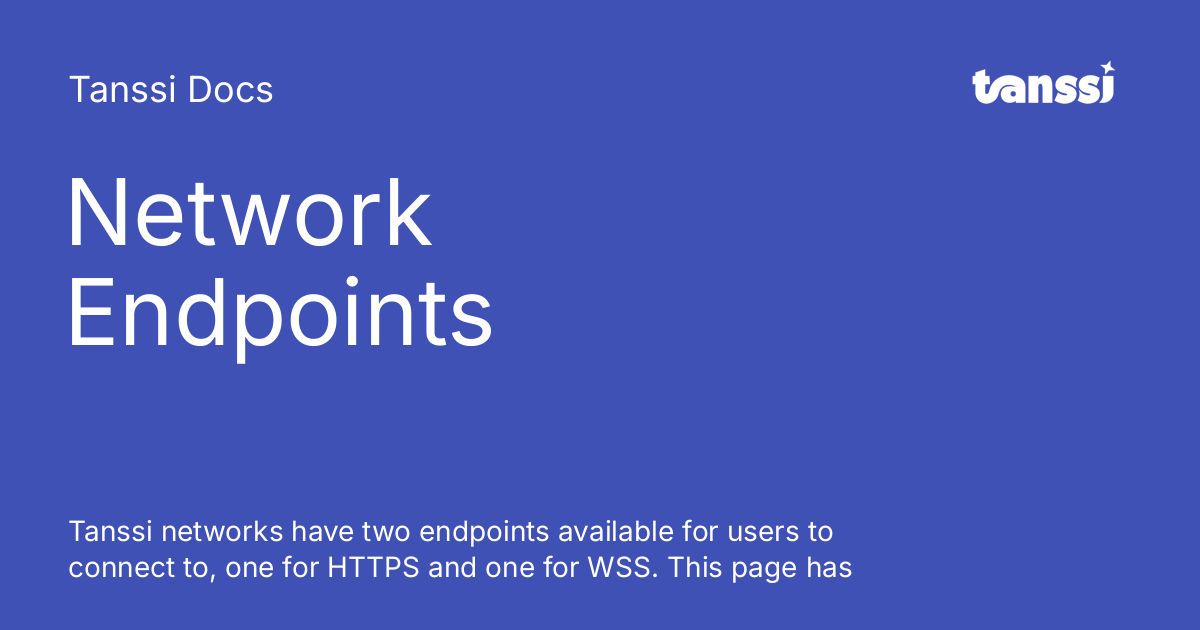 Tanssi Docs
tanssi
Network
Endpoints
Tanssi networks have two endpoints available for users to
connect to, one for HTTPS and one for WSS. This page has